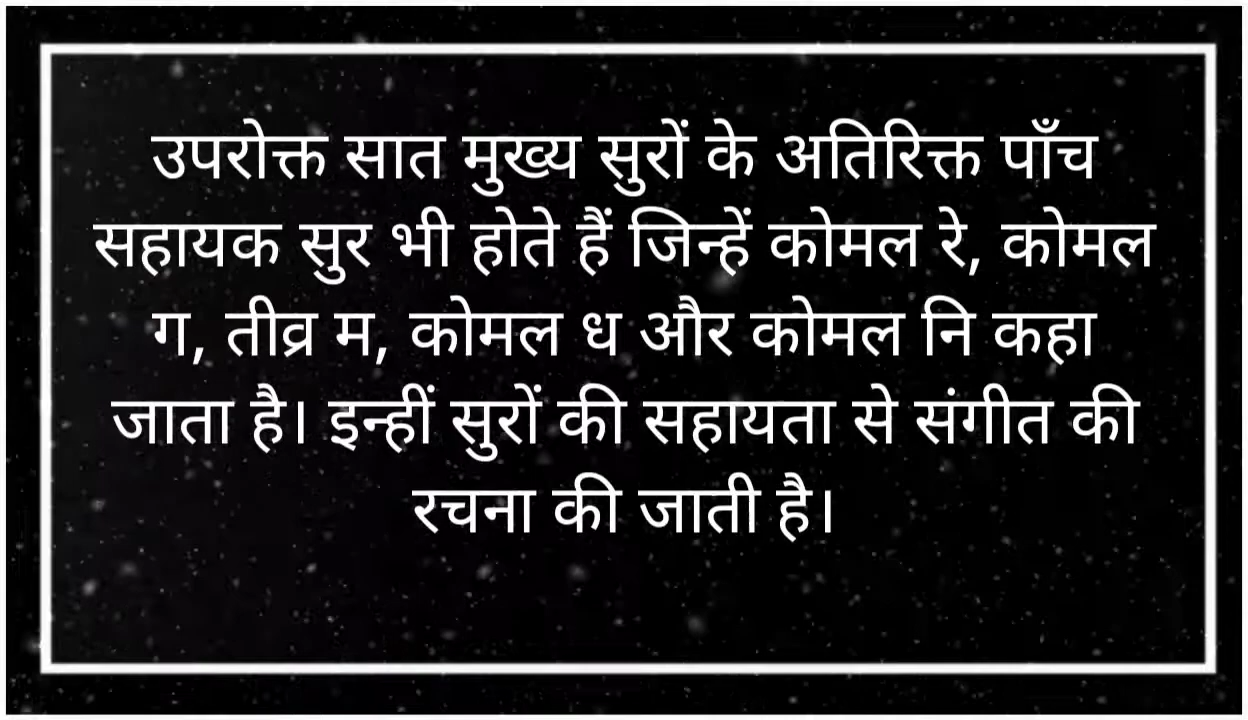 उपरोक्त सात मुख्य सुरों के अतिरिक्त पाँच
सहायक सुर भी होते हैं जिन्हें कोमल रे, कोमल
ग, तीव्र म, कोमल ध और कोमल नि कहा
जाता है। इन्हीं सुरों की सहायता से संगीत की
रचना की जाती है।